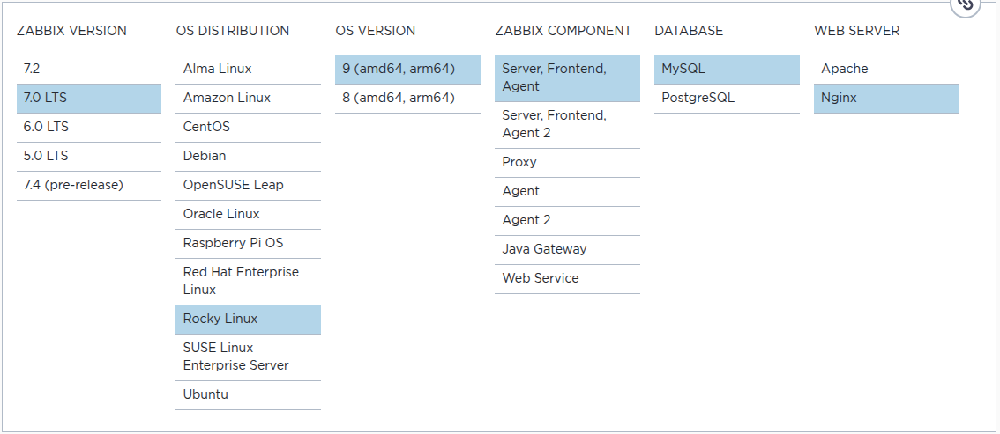 ZABBIX VERSION
7.2
7.0 LTS
6.0 LTS
5.0 LTS
7.4 (pre-release)
OS DISTRIBUTION
Alma Linux
Amazon Linux
CentOS
Debian
OpenSUSE Leap
Oracle Linux
Raspberry Pi OS
Red Hat Enterprise
Linux
Rocky Linux
SUSE Linux
Enterprise Server
Ubuntu
OS VERSION
9 (amd64, arm64)
8 (amd64, arm64)
ZABBIX COMPONENT
Server, Frontend,
Agent
Server, Frontend,
Agent 2
Proxy
Agent
Agent 2
Java Gateway
Web Service
DATABASE
MySQL
PostgreSQL
WEB SERVER
Apache
Nginx